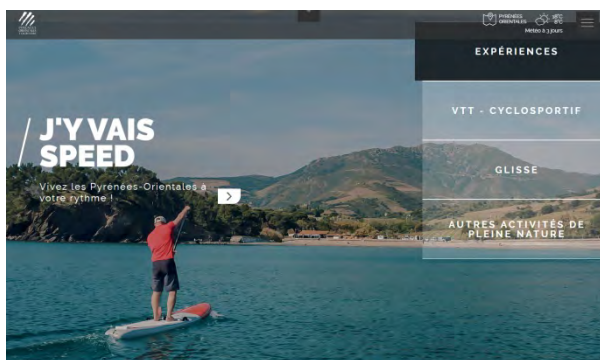 PYRÉNÉES
ORIENTALES
Météo à 3 jours
EXPÉRIENCES
J'Y VAIS
SPEED
Vivez les Pyrénées-Orientales à
votre rythme !
VTT - CYCLOSPORTIF
GLISSE
AUTRES ACTIVITÉS DE
PLEINE NATURE